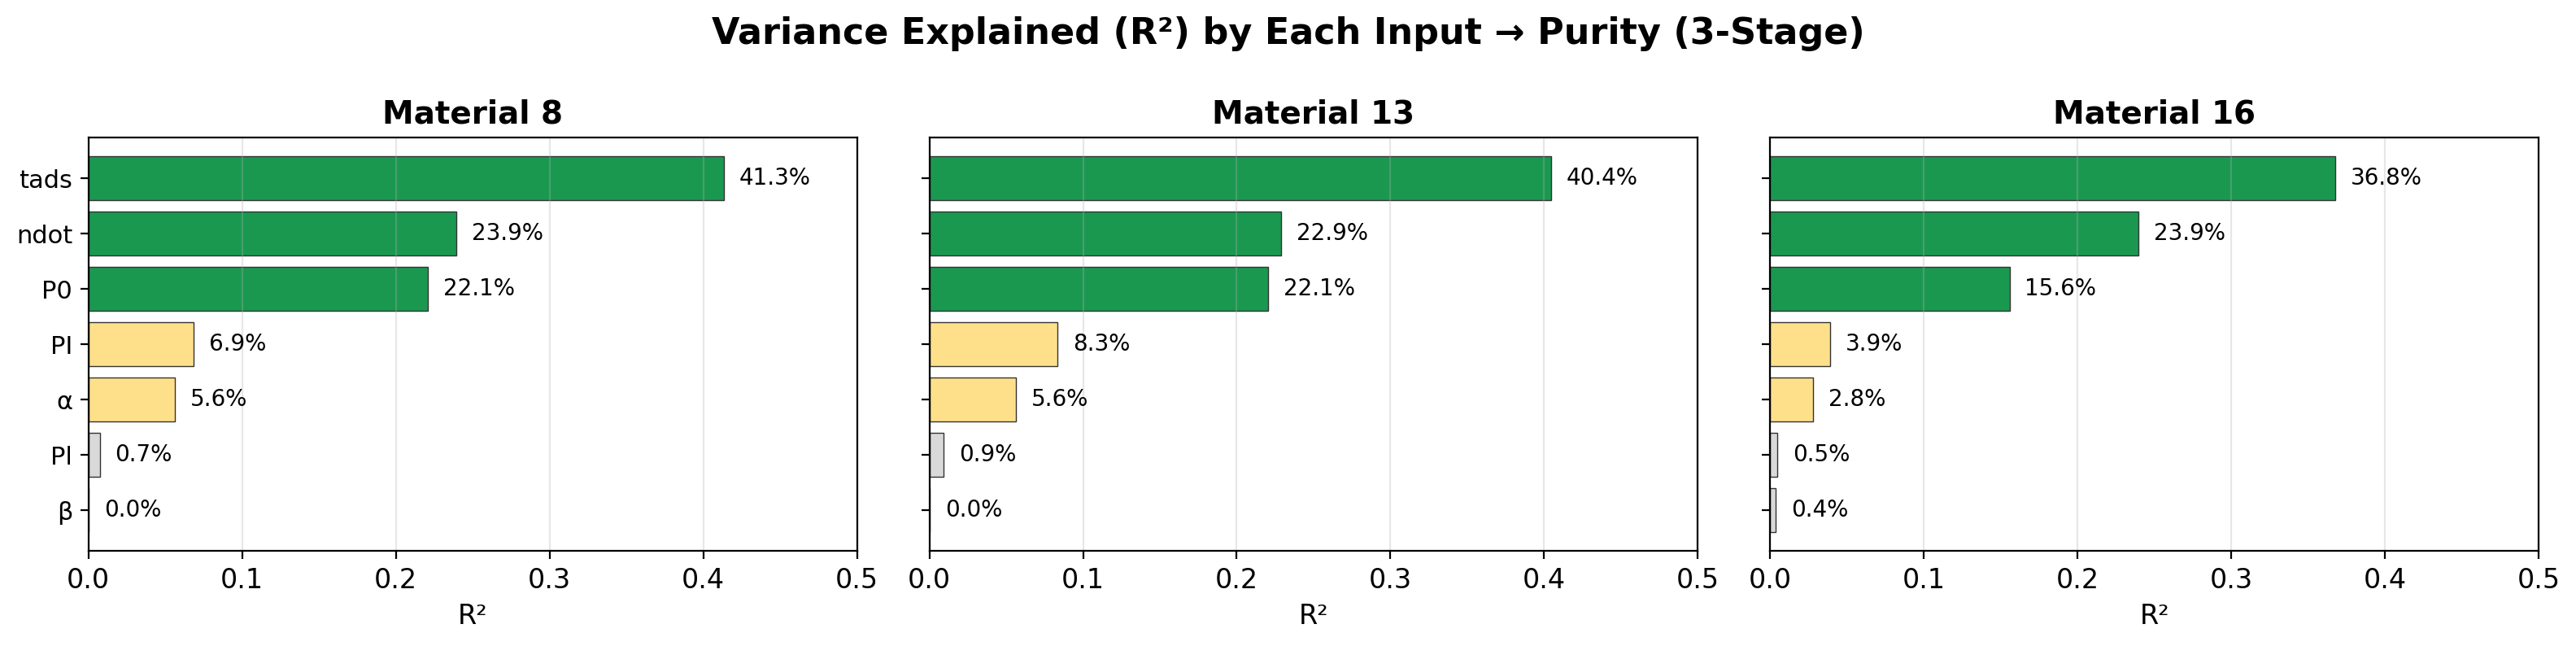 Variance Explained (R²) by Each Input → Purity (3-Stage)
Material 8
tads
41.3%
ndot
23.9%
P0
22.1%
PI
6.9%
α
5.6%
Pl
0.7%
β
0.0%
0.0 0.1 0.2 0.3 0.4 0.5
R²
Material 13
40.4%
22.9%
22.1%
8.3%
5.6%
0.9%
0.0%
0.0 0.1 0.2 0.3 0.4 0.5
R²
Material 16
36.8%
23.9%
15.6%
3.9%
2.8%
0.5%
0.4%
0.0 0.1 0.2 0.3 0.4 0.5
R²